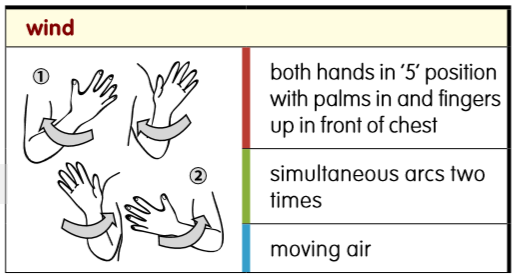 wind
①
②
both hands in '5' position
with palms in and fingers
up in front of chest
simultaneous arcs two
times
moving air